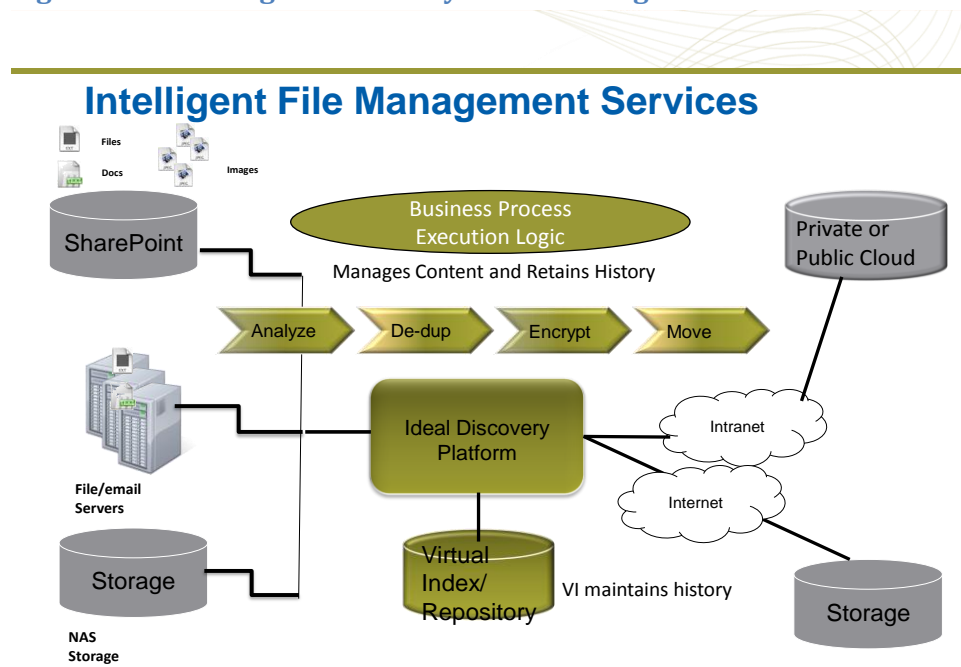 Intelligent File Management Services
Files
Docs
Images
SharePoint
Business Process
Execution Logic
Manages Content and Retains History
Private or
Public Cloud
Analyze
De-dup
Encrypt
Move
File/email
Servers
Ideal Discovery
Platform
Intranet
Internet
Storage
NAS
Storage
Virtual
Index/
Repository
VI maintains history
Storage